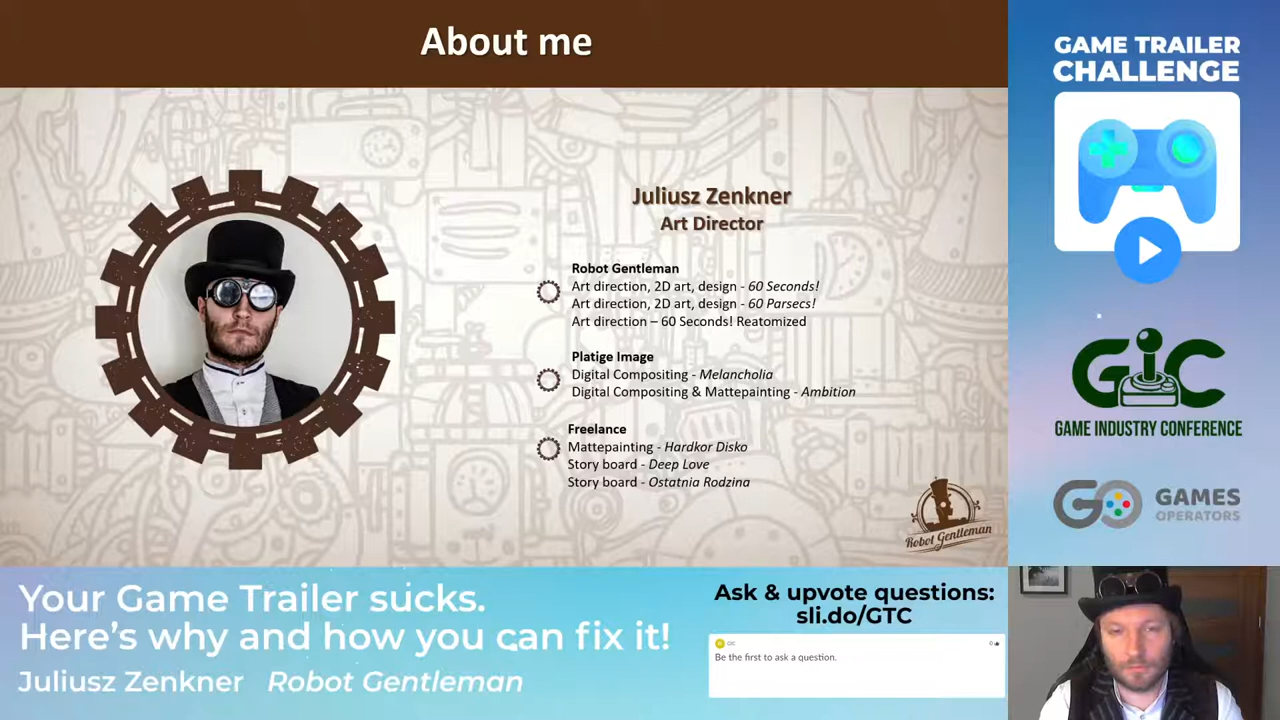 About me
Juliusz Zenkner
Art Director
Robot Gentleman
Art direction, 2D art, design - 60 Seconds!
Art direction, 2D art, design - 60 Parsecs!
Art direction – 60 Seconds! Reatomized
Platige Image
Digital Compositing - Melancholia
Digital Compositing & Mattepainting - Ambition
Freelance
Mattepainting - Hardkor Disko
Story board - Deep Love
Story board - Ostatnia Rodzina
Robot Gentleman
GAME TRAILER
CHALLENGE
GIC
GAME INDUSTRY CONFERENCE
GO GAMES
OPERATORS
Your Game Trailer sucks.
Here's why and how you can fix it!
Juliusz Zenkner Robot Gentleman
Ask & upvote questions:
sli.do/GTC
GIC 0
Be the first to ask a question.